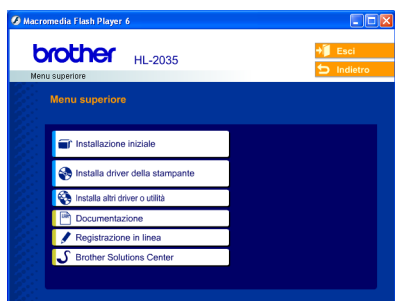 Macromedia Flash Player 6
brother HL-2035
Esci
Indietro
Menu superiore
Menu superiore
Installazione iniziale
Installa driver della stampante
Installa altri driver o utilità
Documentazione
Registrazione in linea
Brother Solutions Center